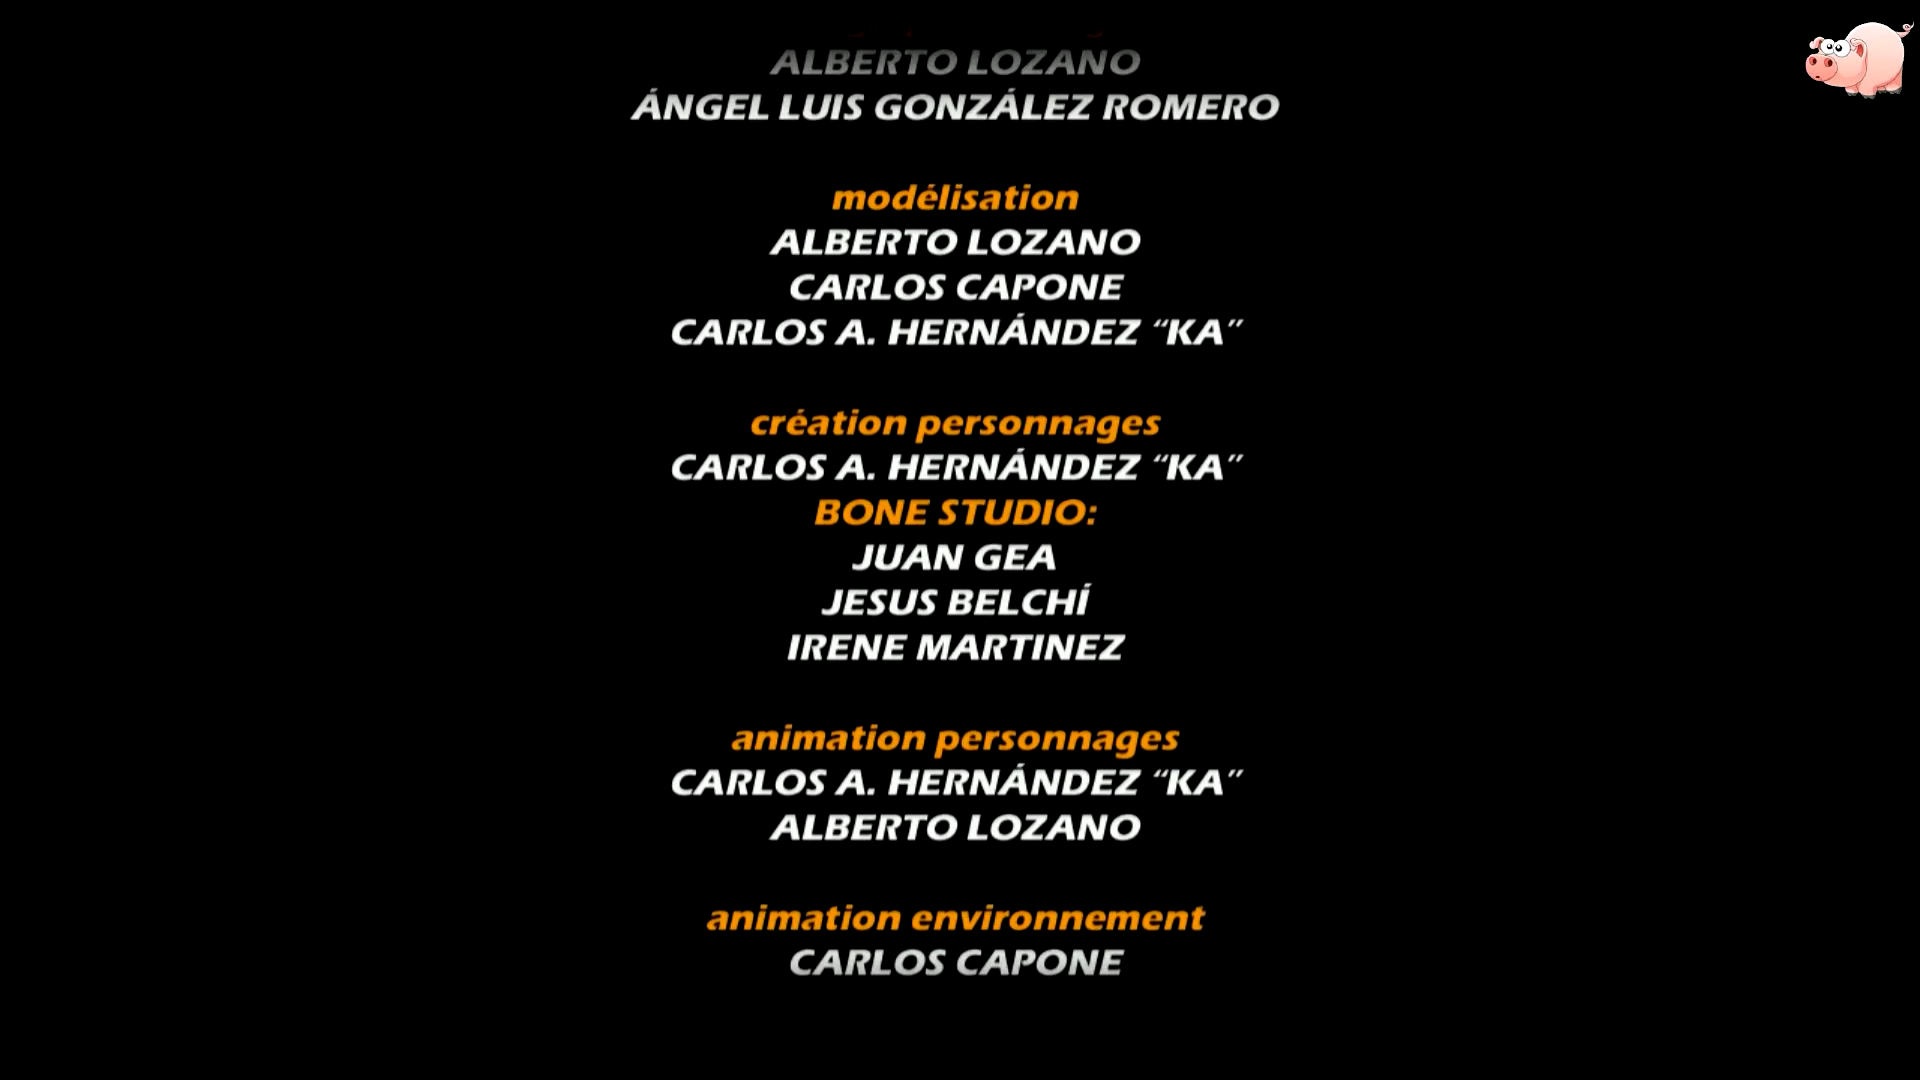 ALBERTO LOZANO
ÁNGEL LUIS GONZÁLEZ ROMERO
modélisation
ALBERTO LOZANO
CARLOS CAPONE
CARLOS A. HERNÁNDEZ “KA”
création personnages
CARLOS A. HERNÁNDEZ “KA”
BONE STUDIO:
JUAN GEA
JESUS BELCHÍ
IRENE MARTINEZ
animation personnages
CARLOS A. HERNÁNDEZ “KA”
ALBERTO LOZANO
animation environnement
CARLOS CAPONE